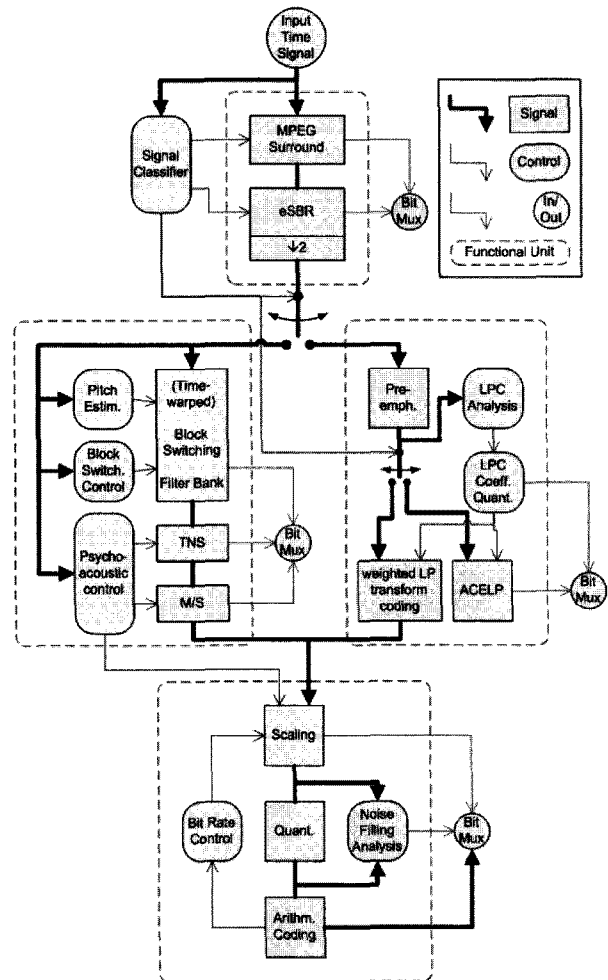 Input
Time
Signal
Signal
Classifier
MPEG
Surround
eSBR
↓2
Bit
Mux
Signal
Control
In/
Out
Functional Unit
Pitch
Estim.
Block
Switch.
Control
Psycho-
acoustic
control
(Time-
warped)
Block
Switching
Filter Bank
TNS
M/S
Bit
Mux
Pre-
emph.
LPC
Analysis
LPC
Coeff.
Quant.
weighted LP
transform
coding
ACELP
Bit
Mux
Scaling
Bit Rate
Control
Quant.
Noise
Filling
Analysis
Bit
Mux
Arithm.
Coding